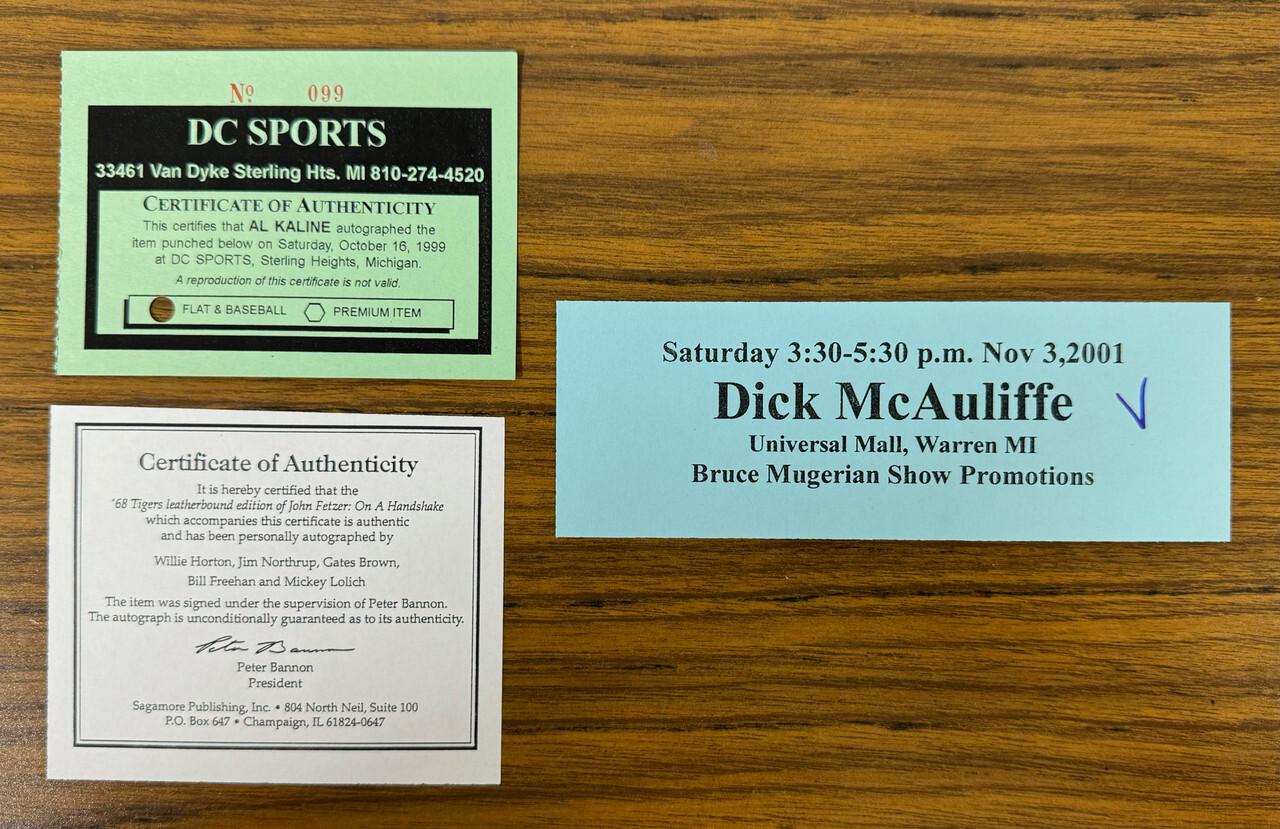 Nº 099
DC SPORTS
33461 Van Dyke Sterling Hts. MI 810-274-4520
CERTIFICATE OF AUTHENTICITY
This certifies that AL KALINE autographed the
item punched below on Saturday, October 16, 1999
at DC SPORTS, Sterling Heights, Michigan.
A reproduction of this certificate is not valid.
FLAT & BASEBALL PREMIUM ITEM
Certificate of Authenticity
It is hereby certified that the
'68 Tigers leatherbound edition of John Fetzer: On A Handshake
which accompanies this certificate is authentic
and has been personally autographed by
Willie Horton, Jim Northrup, Gates Brown,
Bill Freehan and Mickey Lolich
The item was signed under the supervision of Peter Bannon.
The autograph is unconditionally guaranteed as to its authenticity.
Peter Bannon
Peter Bannon
President
Sagamore Publishing, Inc. • 804 North Neil, Suite 100
P.O. Box 647 • Champaign, IL 61824-0647
Saturday 3:30-5:30 p.m. Nov 3,2001
Dick McAuliffe
Universal Mall, Warren MI
Bruce Mugerian Show Promotions